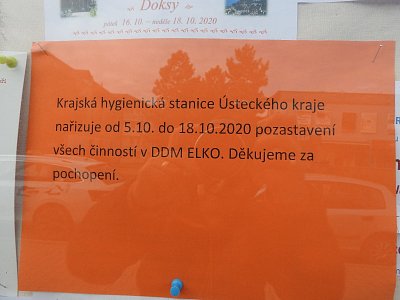 Doksy
pátek 16.10. – neděle 18.10. 2020
Krajská hygienická stanice Ústeckého kraje
nařizuje od 5.10. do 18.10.2020 pozastavení
všech činností v DDM ELKO. Děkujeme za
pochopení.